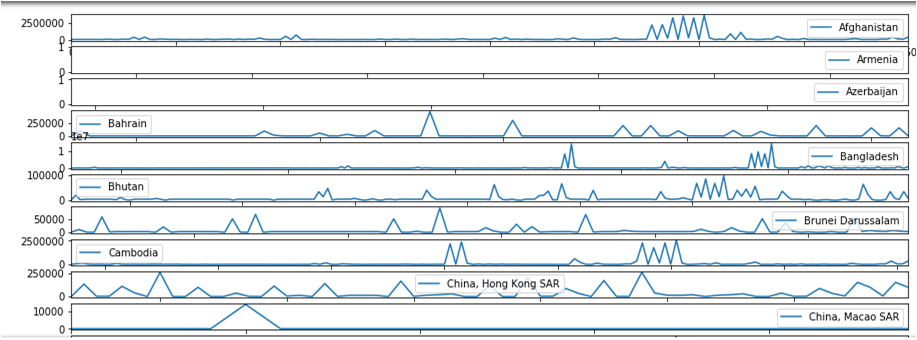 2500000
Afghanistan
0
1
Armenia
0
1
Azerbaijan
0
Bahrain
250000
0
1e7
1
Bangladesh
0
100000
Bhutan
0
50000
Brunei Darussalam
0
2500000
Cambodia
0
250000
China, Hong Kong SAR
0
10000
China, Macao SAR
0